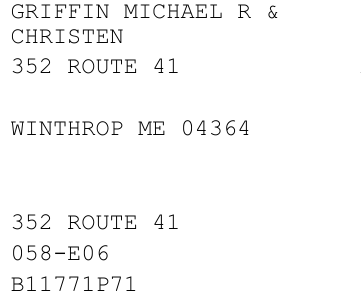 GRIFFIN MICHAEL R &
CHRISTEN
352 ROUTE 41
WINTHROP ME 04364
352 ROUTE 41
058-E06
B11771P71